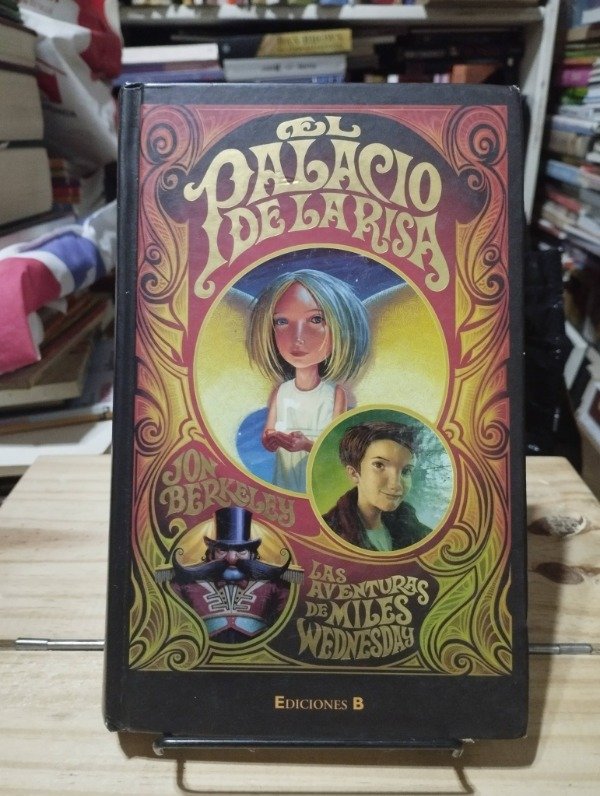 EL
PALACIO
DE LA RISA
JON
BERKELEY
LAS
AVENTURAS
DE MILES
WEDNESDAY
EDICIONES B